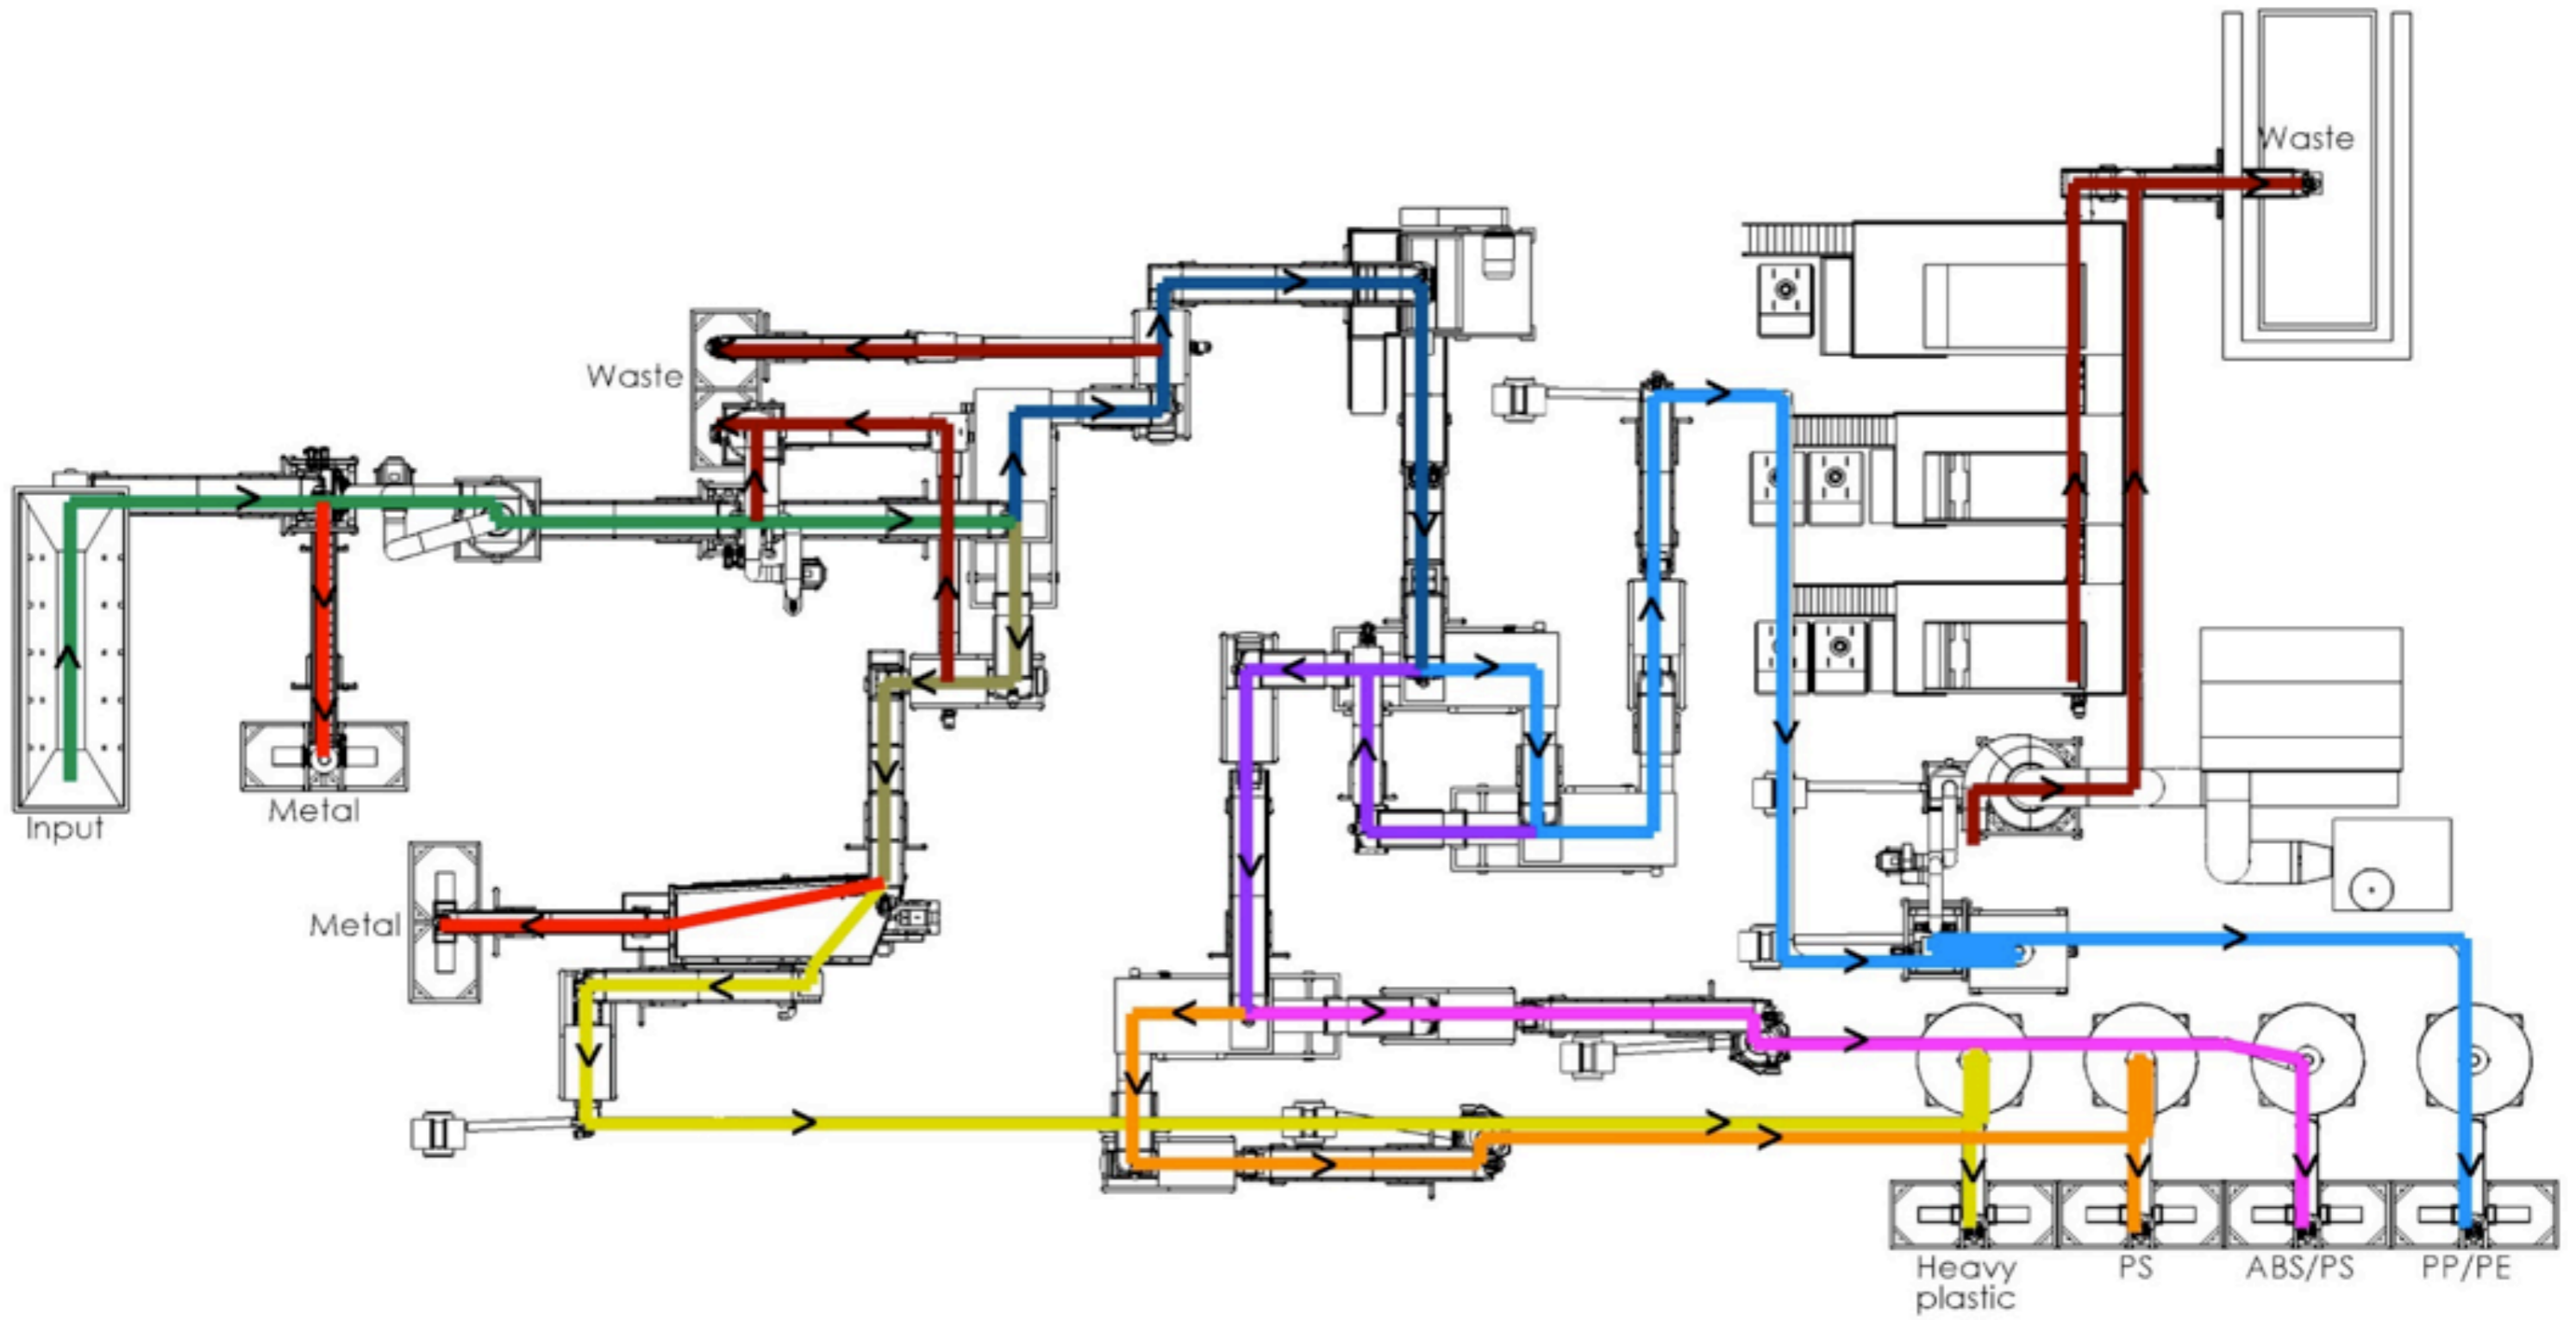 Waste
Waste
Metal
Input
Metal
Heavy
plastic
PS
ABS/PS
PP/PE